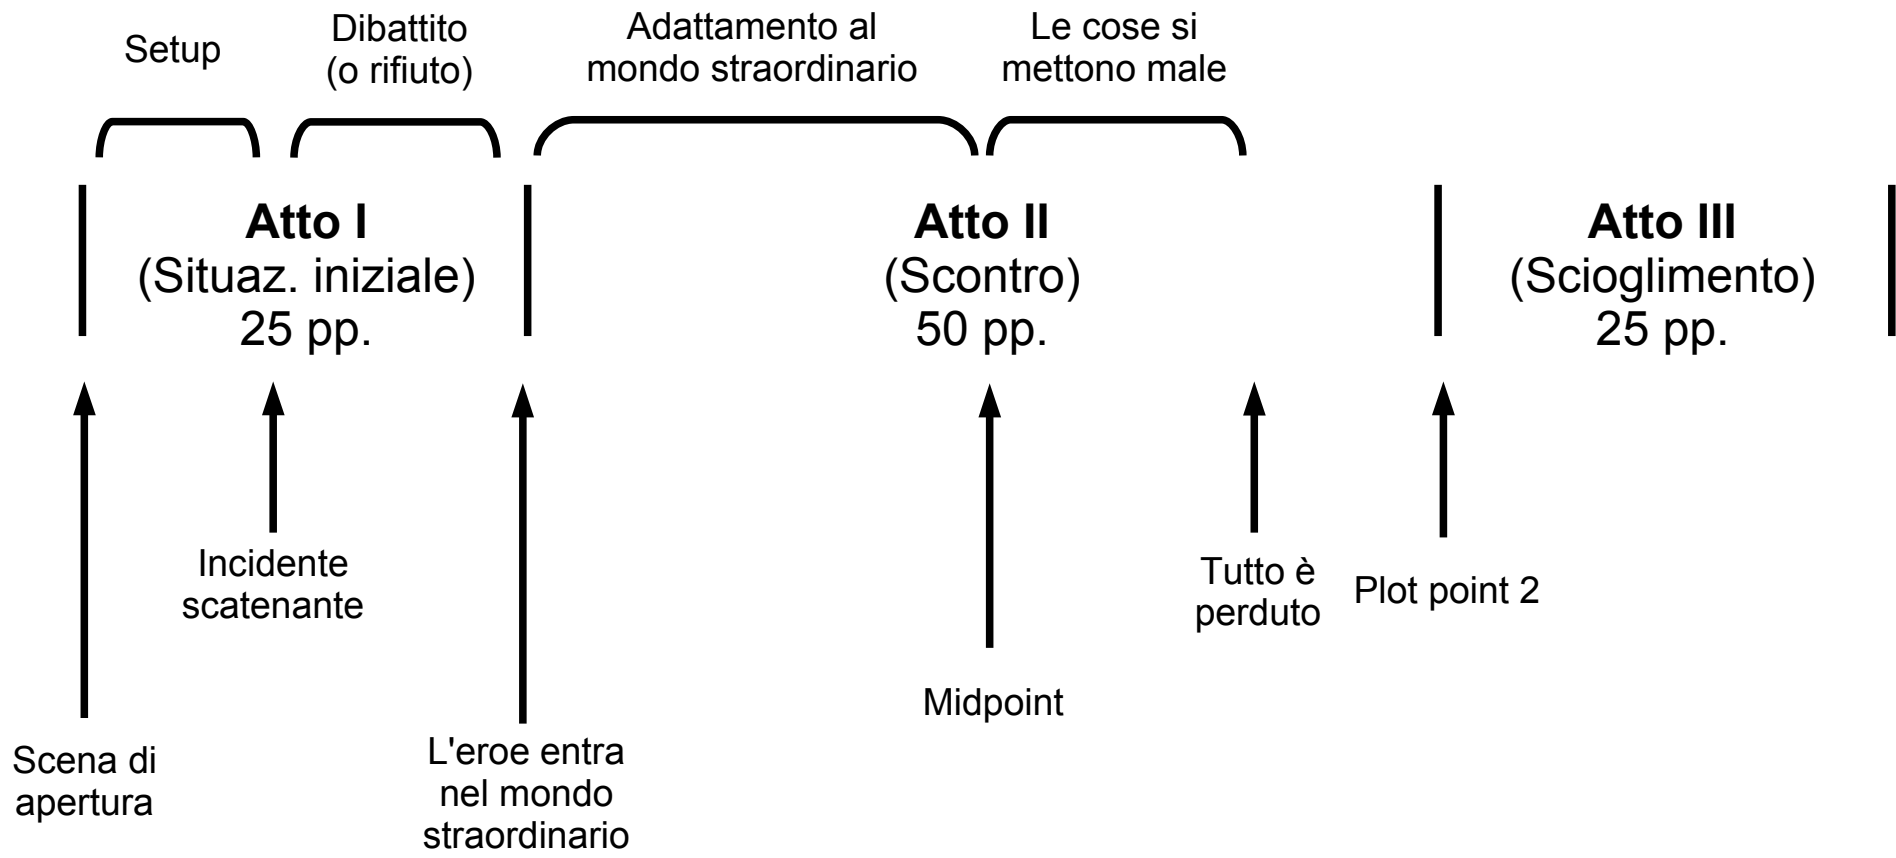 Setup
Dibattito
(o rifiuto)
Adattamento al
mondo straordinario
Le cose si
mettono male
Atto I
(Situaz. iniziale)
25 pp.
Atto II
(Scontro)
50 pp.
Atto III
(Scioglimento)
25 pp.
Scena di
apertura
Incidente
scatenante
L'eroe entra
nel mondo
straordinario
Midpoint
Tutto è
perduto
Plot point 2